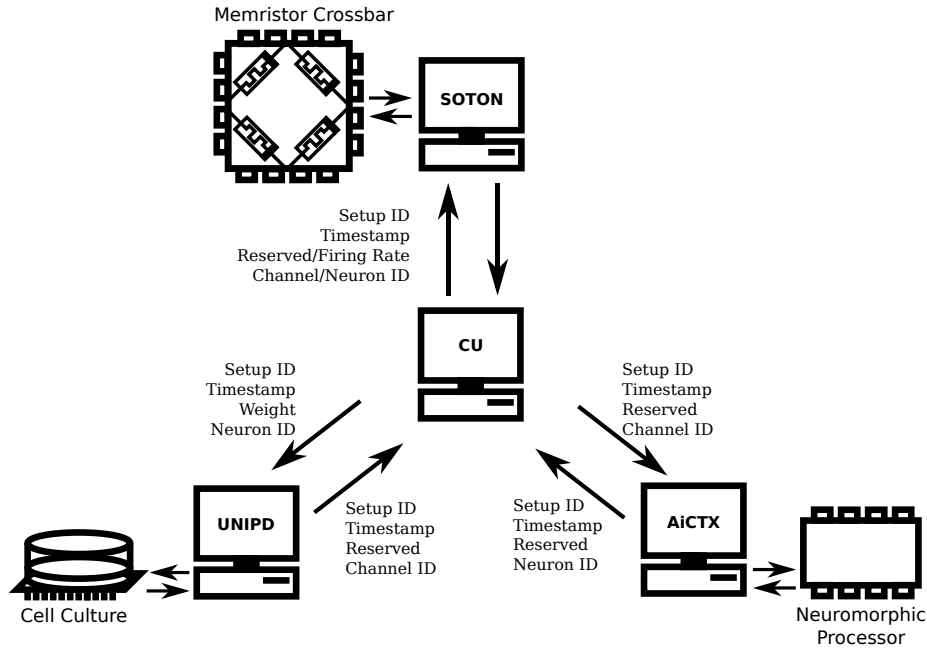 Memristor Crossbar
SOTON
Setup ID
Timestamp
Reserved/Firing Rate
Channel/Neuron ID
CU
Setup ID
Timestamp
Weight
Neuron ID
Setup ID
Timestamp
Reserved
Channel ID
UNIPD
Setup ID
Timestamp
Reserved
Channel ID
Setup ID
Timestamp
Reserved
Neuron ID
AiCTX
Cell Culture
Neuromorphic
Processor